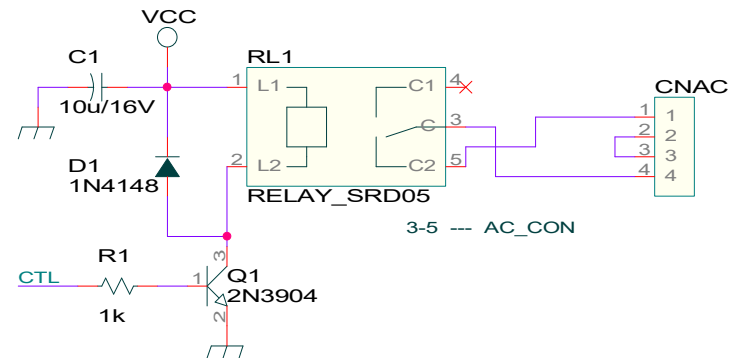 VCC
C1
10u/16V
RL1
1
L1
C1
4
C
3
2
L2
C2
5
RELAY_SRD05
D1
1N4148
CNAC
1
1
2
2
3
3
4
4
3-5 --- AC_CON
R1
1k
CTL
3
1
Q1
2N3904
2